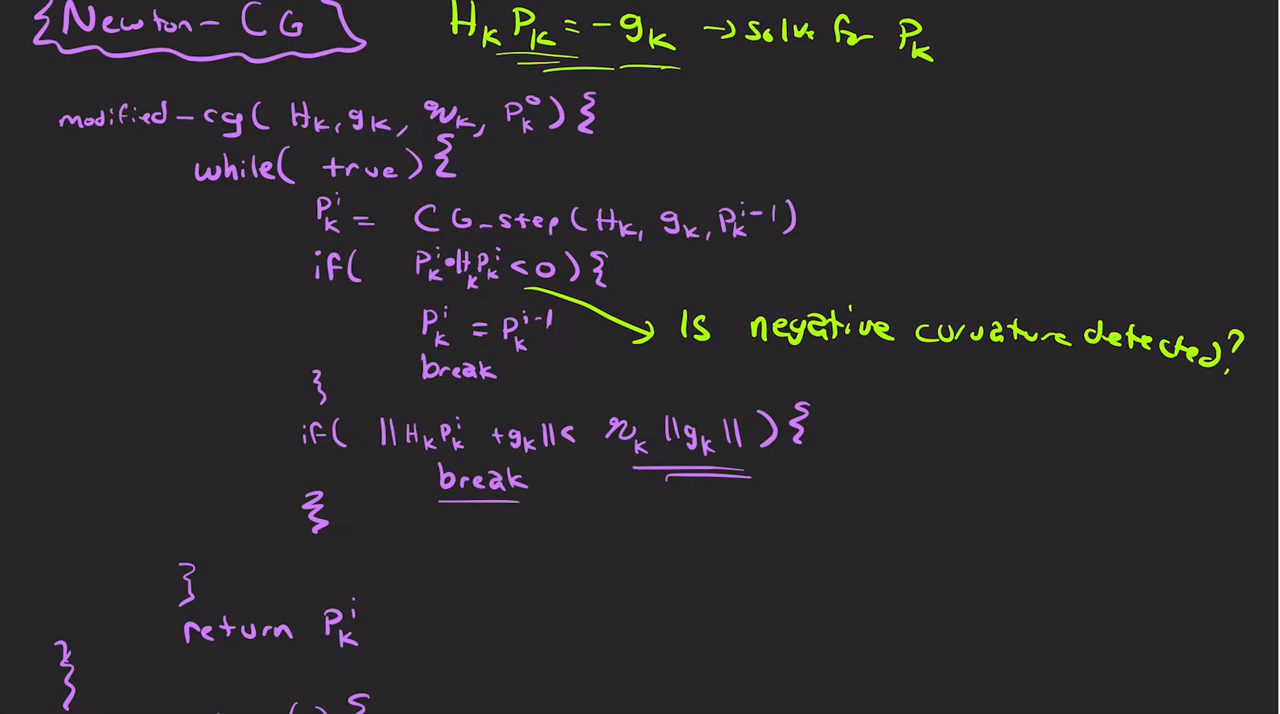 Newton-CG
H_k P_k = -g_k → solve for P_k
modified-cg( H_k, g_k, η_k, P_k^0 ) {
while( true ) {
P_k^i = CG-step( H_k, g_k, P_k^{i-1} )
if( P_k^i • H_k P_k^i < 0 ) {
P_k^i = P_k^{i-1}
Is negative curvature detected?
break
}
if( ||H_k P_k^i + g_k|| < η_k ||g_k|| ) {
break
}
}
return P_k^i
}